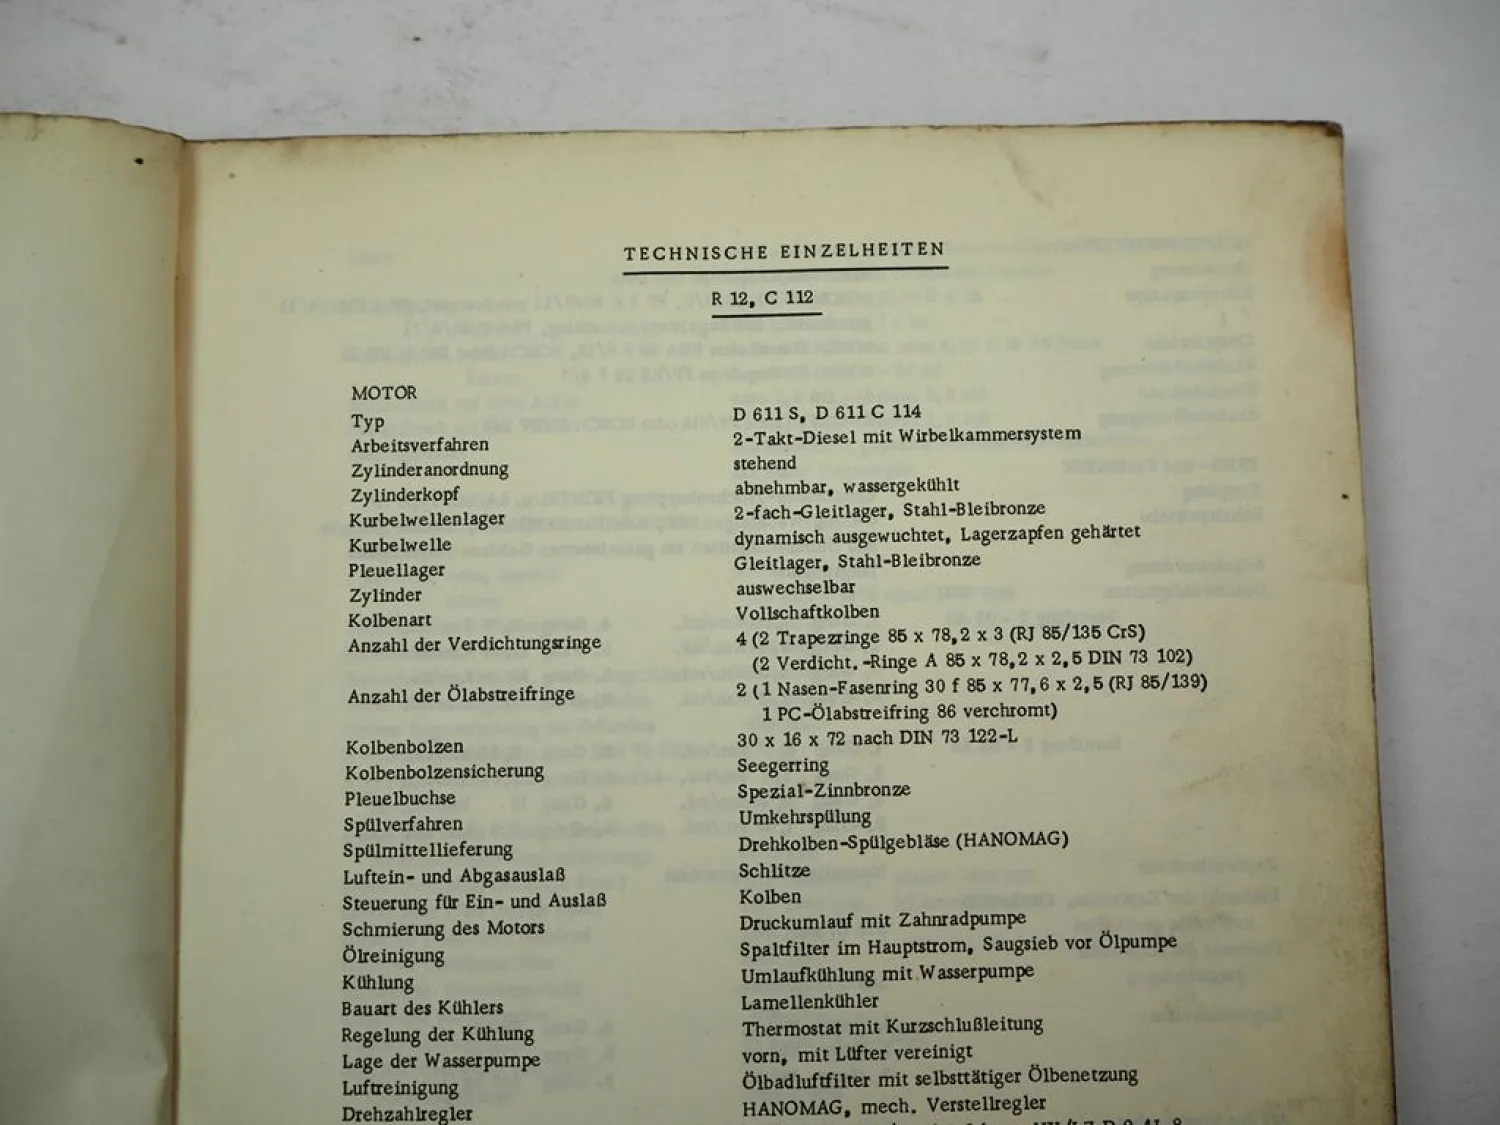 TECHNISCHE EINZELHEITEN
R 12, C 112
MOTOR
Typ D 611 S, D 611 C 114
Arbeitsverfahren 2-Takt-Diesel mit Wirbelkammersystem
Zylinderanordnung stehend
Zylinderkopf abnehmbar, wassergekühlt
Kurbelwellenlager 2-fach-Gleitlager, Stahl-Bleibronze
Kurbelwelle dynamisch ausgewuchtet, Lagerzapfen gehärtet
Pleuellager Gleitlager, Stahl-Bleibronze
Zylinder auswechselbar
Kolbenart Vollschaftkolben
Anzahl der Verdichtungsringe 4 (2 Trapezringe 85 x 78,2 x 3 (RJ 85/135 CrS)
(2 Verdicht. -Ringe A 85 x 78,2 x 2,5 DIN 73 102)
Anzahl der Ölabstreifringe 2 (1 Nasen-Fasenring 30 f 85 x 77,6 x 2,5 (RJ 85/139)
1 PC-Ölabstreifring 86 verchromt)
Kolbenbolzen 30 x 16 x 72 nach DIN 73 122-L
Kolbenbolzensicherung Seegerring
Pleuelbuchse Spezial-Zinnbronze
Spülverfahren Umkehrspülung
Spülmittellieferung Drehkolben-Spülgebläse (HANOMAG)
Luftein- und Abgasauslaß Schlitze
Steuerung für Ein- und Auslaß Kolben
Schmierung des Motors Druckumlauf mit Zahnradpumpe
Ölreinigung Spaltfilter im Hauptstrom, Saugsieb vor Ölpumpe
Kühlung Umlaufkühlung mit Wasserpumpe
Bauart des Kühlers Lamellenkühler
Regelung der Kühlung Thermostat mit Kurzschlußleitung
Lage der Wasserpumpe vorn, mit Lüfter vereinigt
Luftreinigung Ölbadluftfilter mit selbsttätiger Ölbenetzung
Drehzahlregler HANOMAG, mech. Verstellregler